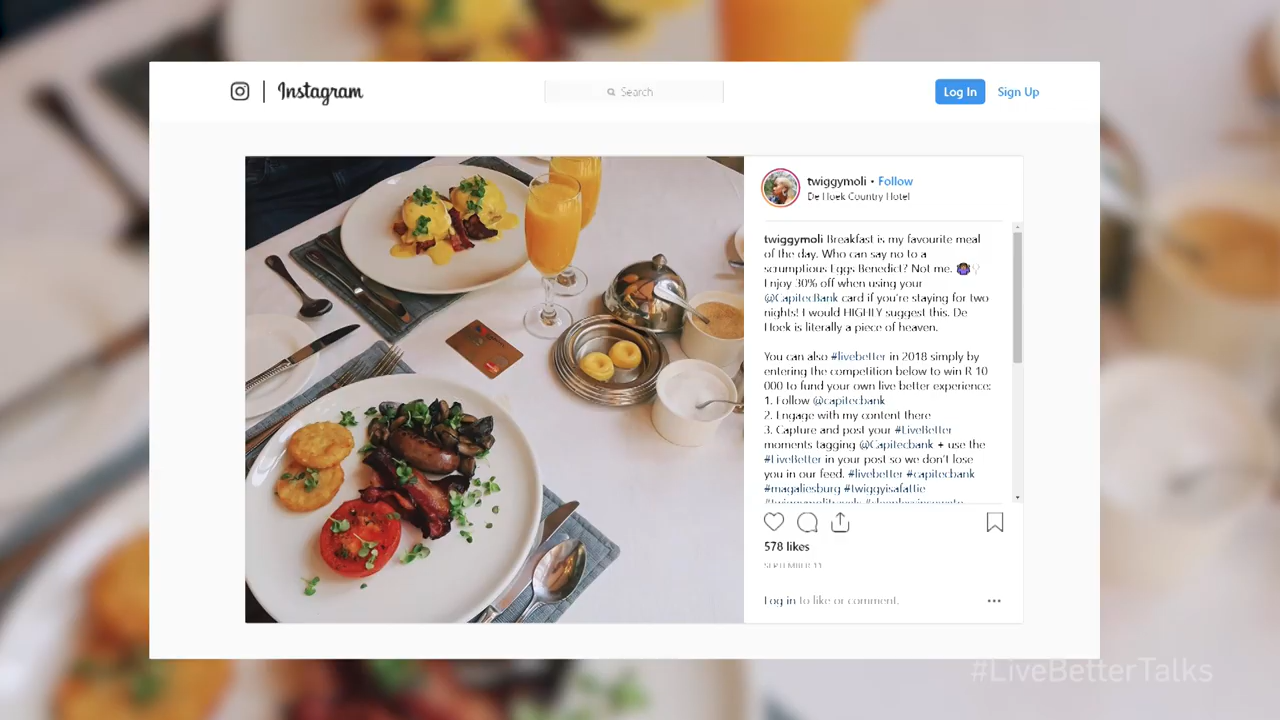 Instagram
Search
Log In
Sign Up
twiggymoli • Follow
De Hoek Country Hotel
twiggymoli Breakfast is my favourite meal
of the day. Who can say no to a
scrumptious Eggs Benedict? Not me.
Enjoy 30% off when using your
@CapitecBank card if you're staying for two
nights! I would HIGHLY suggest this. De
Hoek is literally a piece of heaven.
You can also #livebetter in 2018 simply by
entering the competition below to win R 10
000 to fund your own live better experience:
1. Follow @capitecbank
2. Engage with my content there
3. Capture and post your #LiveBetter
moments tagging @Capitecbank + use the
#LiveBetter in your post so we don't lose
you in our feed. #livebetter #capitecbank
#magaliesburg #twiggyisafattie
578 likes
SEPTEMBER 11
Log in to like or comment.
#LiveBetterTalks